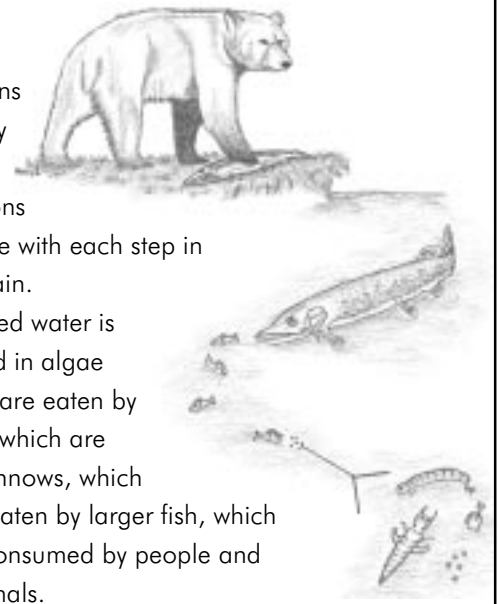 ns
y
ons
e with each step in
ain.
ed water is
d in algae
are eaten by
which are
nnows, which
aten by larger fish, which
onsumed by people and
nals.